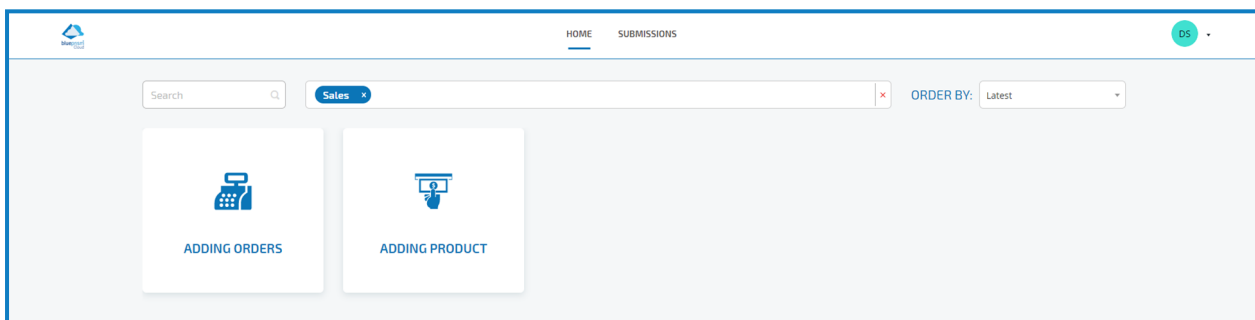 HOME SUBMISSIONS
DS
Search Sales × × ORDER BY: Latest
ADDING ORDERS ADDING PRODUCT